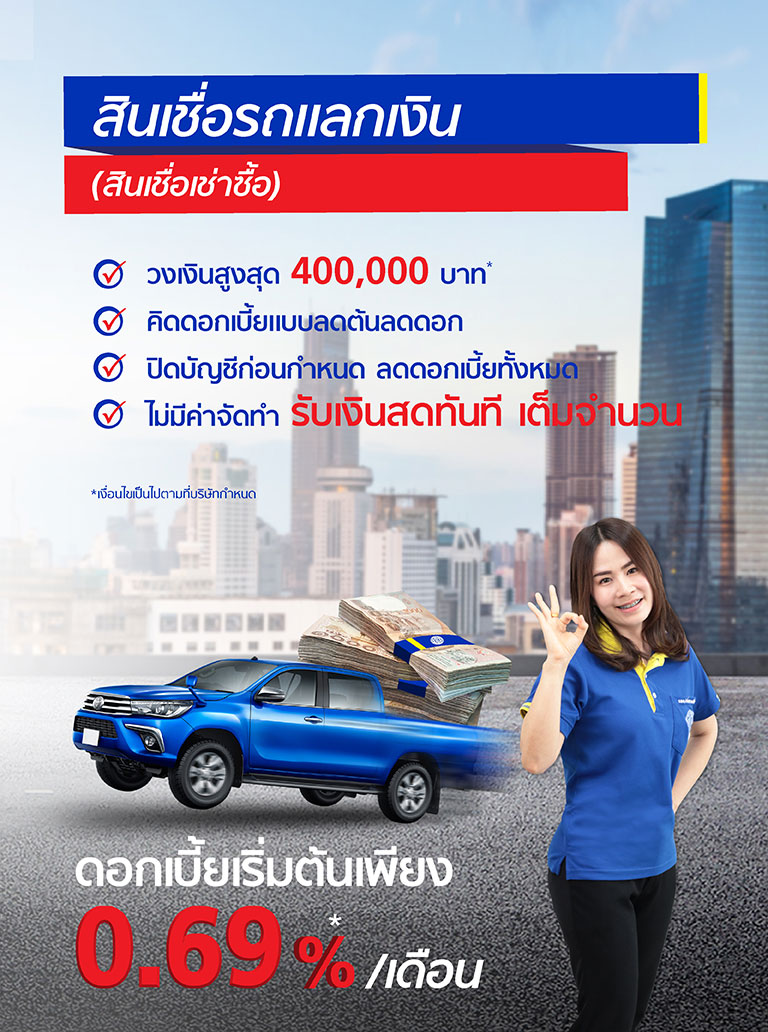 สินเชื่อรถแลกเงิน
(สินเชื่อเช่าซื้อ)
วงเงินสูงสุด 400,000 บาท*
คิดดอกเบี้ยแบบลดต้นลดดอก
ปิดบัญชีก่อนกำหนด ลดดอกเบี้ยทั้งหมด
ไม่มีค่าจัดทำ รับเงินสดทันที เต็มจำนวน
*เงื่อนไขเป็นไปตามที่บริษัทกำหนด
ดอกเบี้ยเริ่มต้นเพียง
0.69%* /เดือน